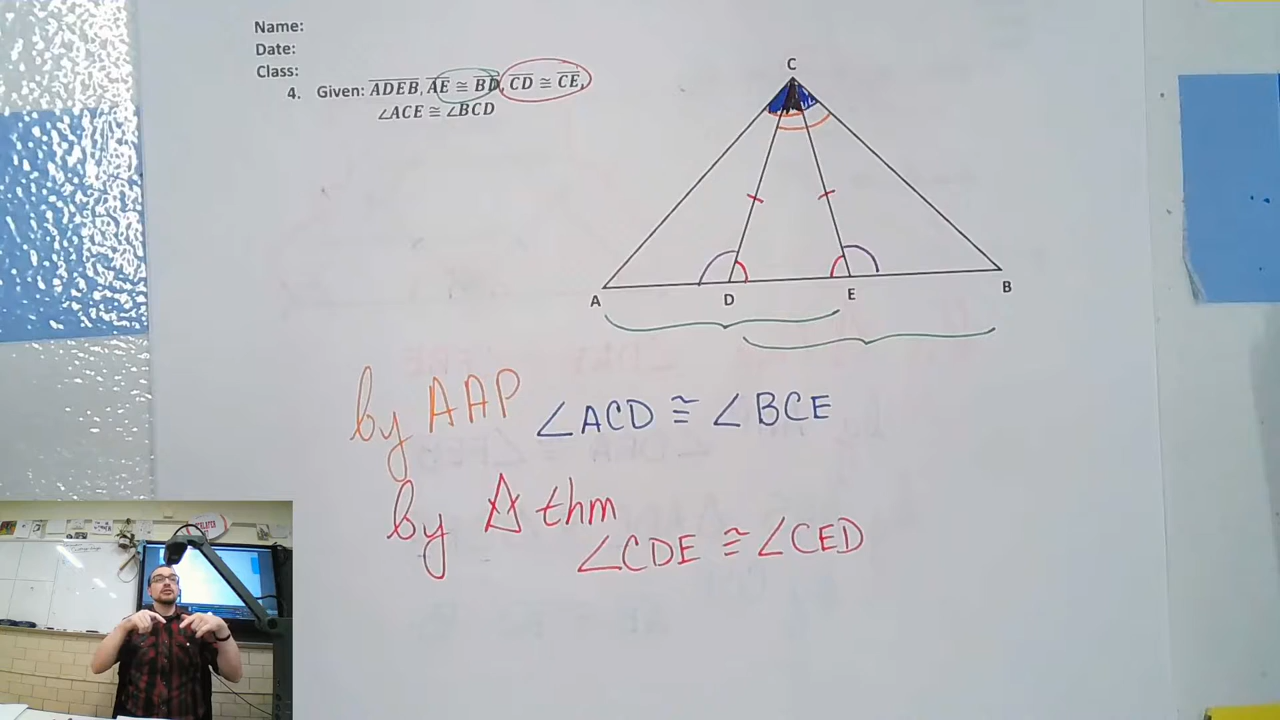 Name:
Date:
Class:
4. Given: ADEB, AE ≅ BD, CD ≅ CE,
∠ACE ≅ ∠BCD
C
A
D
E
B
by AAP ∠ACD ≅ ∠BCE
by △ thm
∠CDE ≅ ∠CED